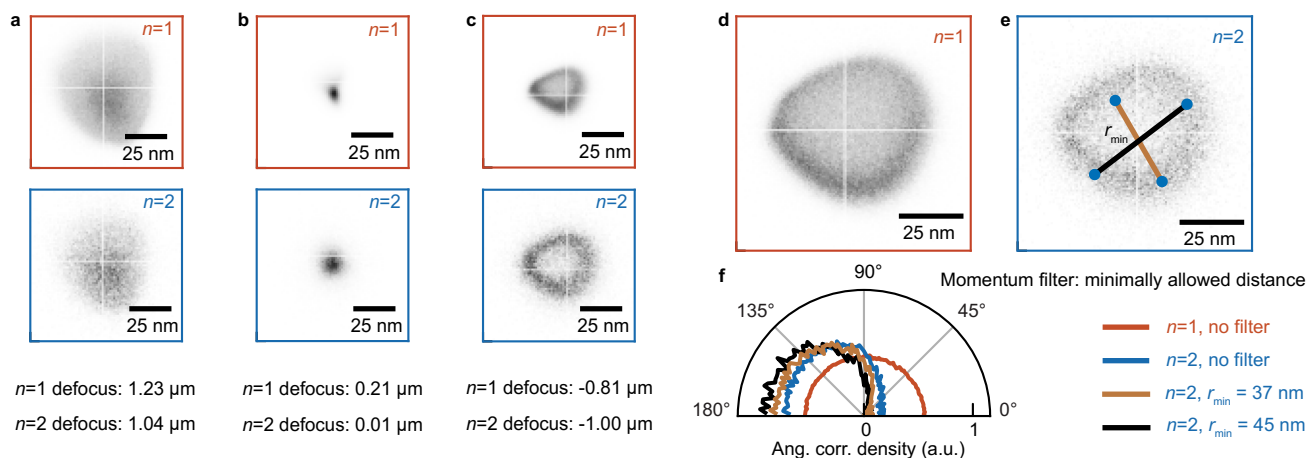 a
n=1
25 nm
n=2
25 nm
n=1 defocus: 1.23 µm
n=2 defocus: 1.04 µm
b
n=1
25 nm
n=2
25 nm
n=1 defocus: 0.21 µm
n=2 defocus: 0.01 µm
c
n=1
25 nm
n=2
25 nm
n=1 defocus: -0.81 µm
n=2 defocus: -1.00 µm
d
n=1
25 nm
e
n=2
r_min
25 nm
f
90°
135°
45°
180°
0°
0
1
Ang. corr. density (a.u.)
Momentum filter: minimally allowed distance
n=1, no filter
n=2, no filter
n=2, r_min = 37 nm
n=2, r_min = 45 nm